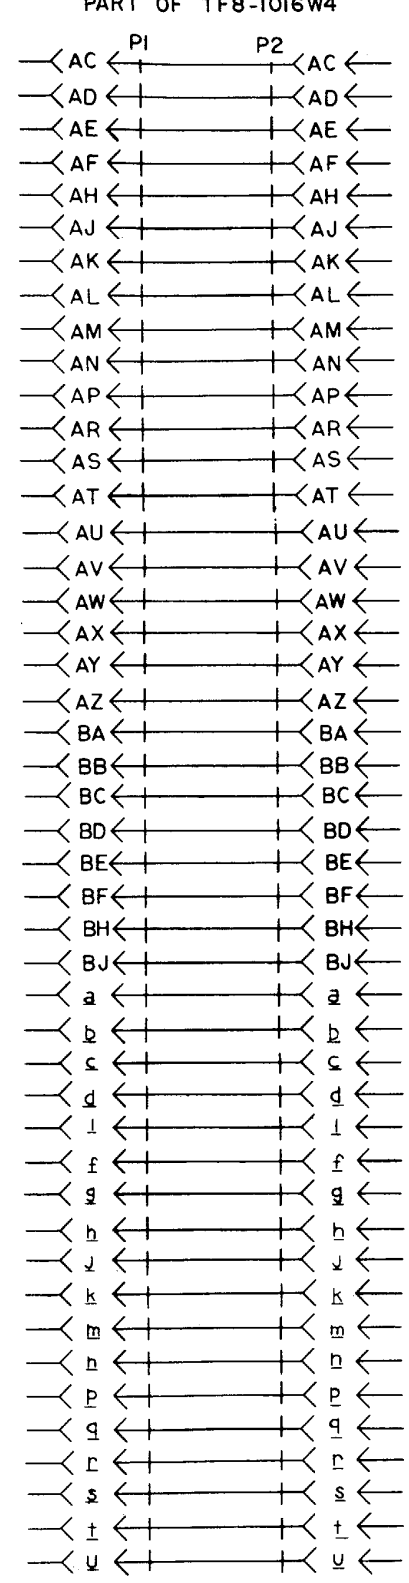 PART OF TF8-1016W4
P1 P2
AC AC
AD AD
AE AE
AF AF
AH AH
AJ AJ
AK AK
AL AL
AM AM
AN AN
AP AP
AR AR
AS AS
AT AT
AU AU
AV AV
AW AW
AX AX
AY AY
AZ AZ
BA BA
BB BB
BC BC
BD BD
BE BE
BF BF
BH BH
BJ BJ
a a
b b
c c
d d
l l
f f
g g
h h
j j
k k
m m
n n
p p
q q
r r
s s
t t
u u